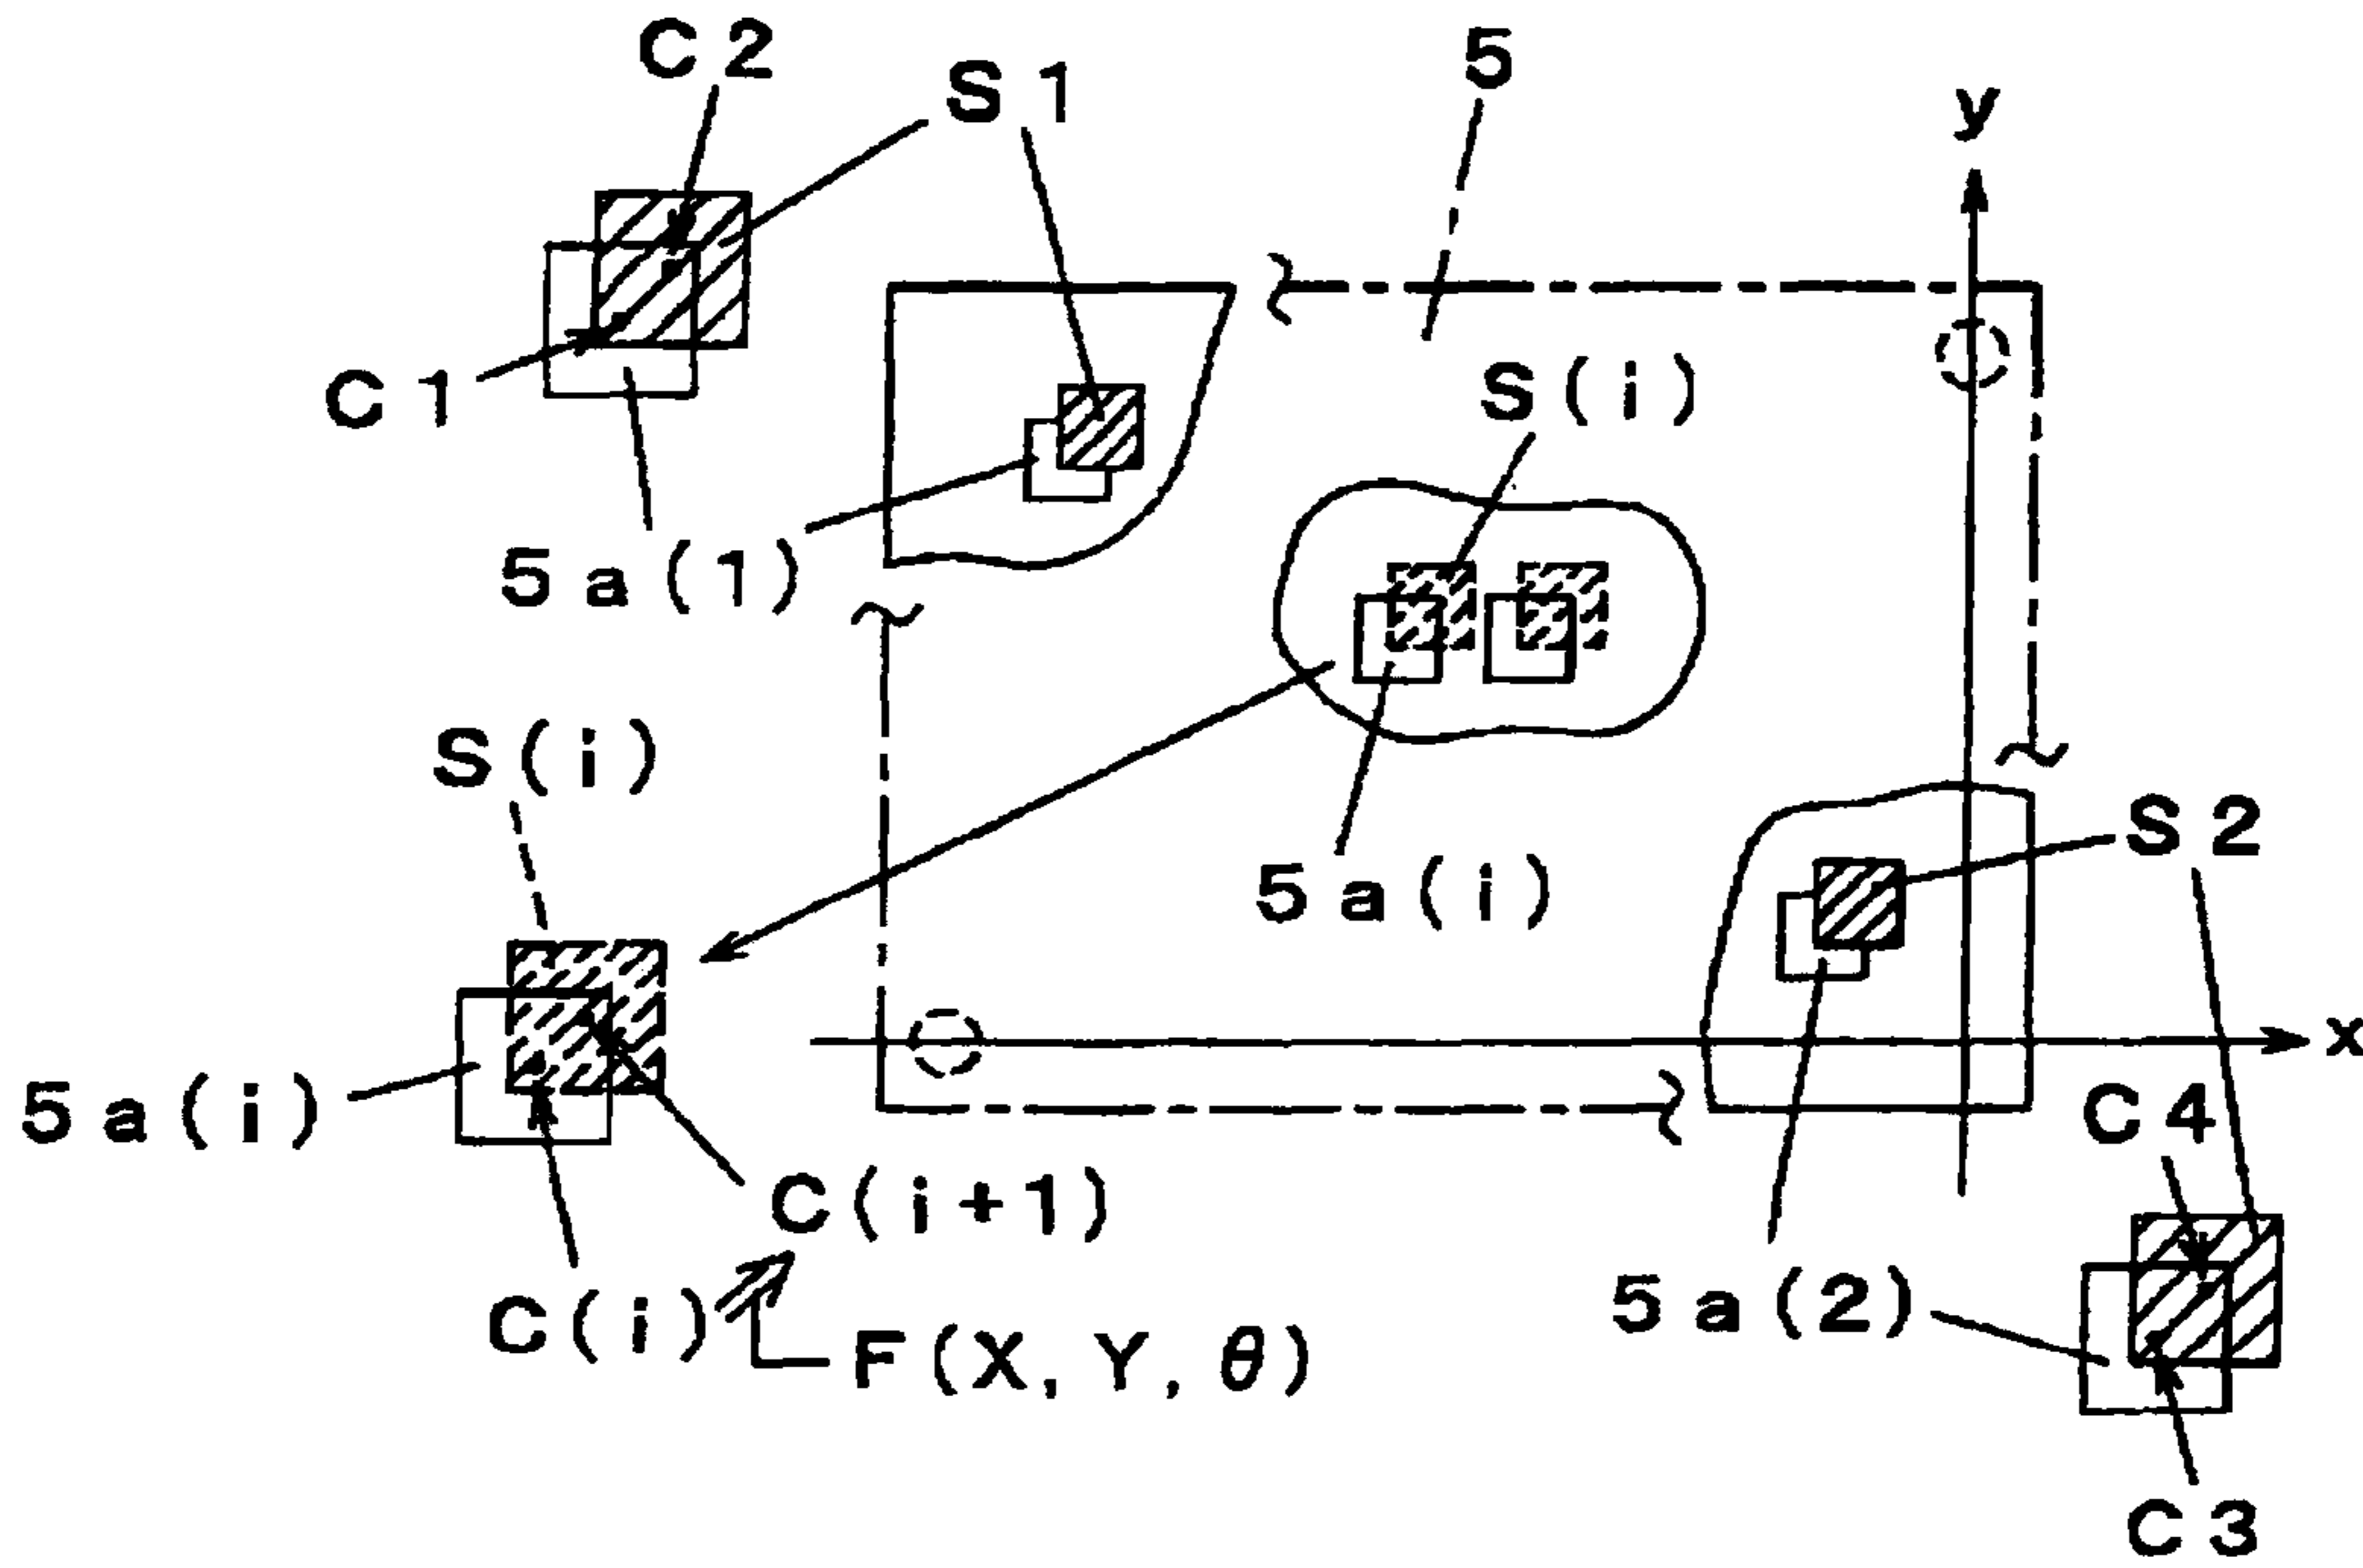 C2
S1
5
y
C1
S(i)
5a(1)
S(i)
S2
5a(i)
x
5a(i)
C4
C(i+1)
5a(2)
C(i)
F(X, Y, θ)
C3